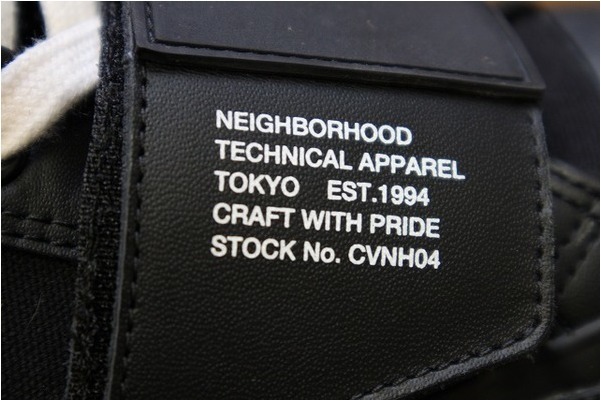 NEIGHBORHOOD
TECHNICAL APPAREL
TOKYO EST.1994
CRAFT WITH PRIDE
STOCK No. CVNH04